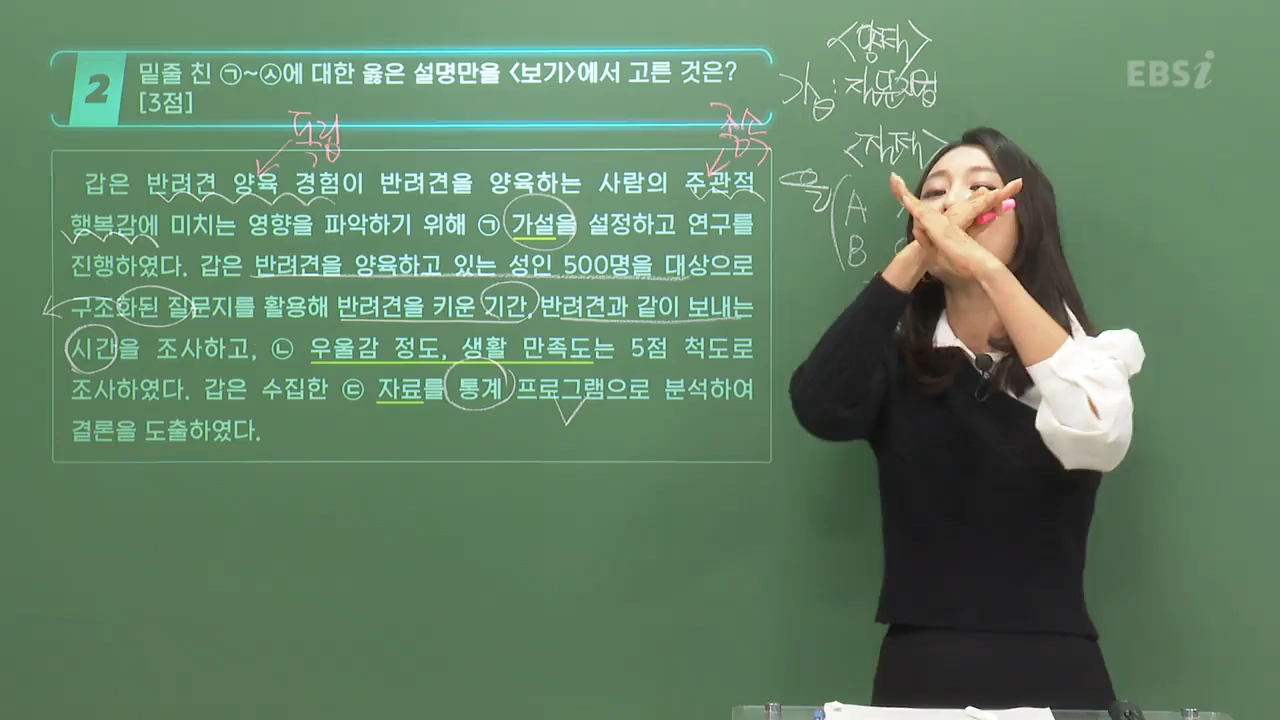 2
밑줄 친 ㉠~㉦에 대한 옳은 설명만을 <보기>에서 고른 것은?
[3점]
갑은 반려견 양육 경험이 반려견을 양육하는 사람의 주관적
행복감에 미치는 영향을 파악하기 위해 ㉠ 가설을 설정하고 연구를
진행하였다. 갑은 반려견을 양육하고 있는 성인 500명을 대상으로
구조화된 질문지를 활용해 반려견을 키운 기간, 반려견과 같이 보내는
시간을 조사하고, ㉡ 우울감 정도, 생활 만족도는 5점 척도로
조사하였다. 갑은 수집한 ㉢ 자료를 통계 프로그램으로 분석하여
결론을 도출하였다.
독립
종속
<양적>
<질적>
을
A
B
EBSi